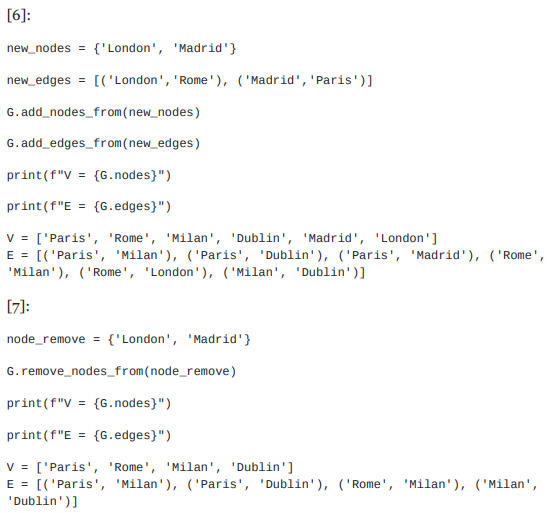 [6]:
new_nodes = {'London', 'Madrid'}
new_edges = [('London','Rome'), ('Madrid','Paris')]
G.add_nodes_from(new_nodes)
G.add_edges_from(new_edges)
print(f"V = {G.nodes}")
print(f"E = {G.edges}")
V = ['Paris', 'Rome', 'Milan', 'Dublin', 'Madrid', 'London']
E = [('Paris', 'Milan'), ('Paris', 'Dublin'), ('Paris', 'Madrid'), ('Rome',
'Milan'), ('Rome', 'London'), ('Milan', 'Dublin')]
[7]:
node_remove = {'London', 'Madrid'}
G.remove_nodes_from(node_remove)
print(f"V = {G.nodes}")
print(f"E = {G.edges}")
V = ['Paris', 'Rome', 'Milan', 'Dublin']
E = [('Paris', 'Milan'), ('Paris', 'Dublin'), ('Rome', 'Milan'), ('Milan',
'Dublin')]